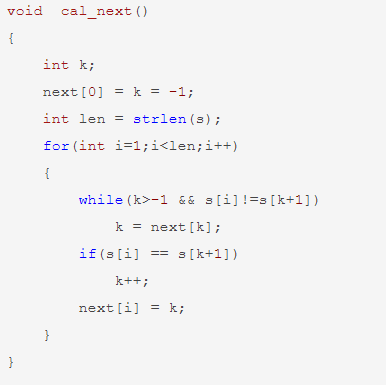 void  cal_next()
{
    int k;
    next[0] = k = -1;
    int len = strlen(s);
    for(int i=1;i<len;i++)
    {
        while(k>-1 && s[i]!=s[k+1])
            k = next[k];
        if(s[i] == s[k+1])
            k++;
        next[i] = k;
    }
}